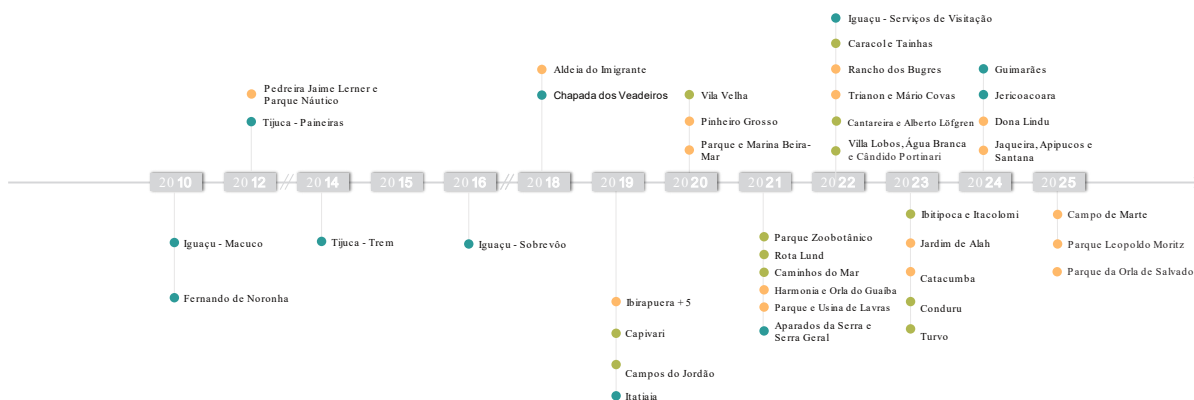 Iguaçu - Serviços de Visitação
Caracol e Tainhas
Aldeia do Imigrante
Rancho dos Bugres
Guimarães
Pedreira Jaime Lerner e
Parque Náutico
Chapada dos Veadeiros
Vila Velha
Trianon e Mário Covas
Jericoacoara
Tijuca - Paineiras
Pinheiro Grosso
Cantareira e Alberto Löfgren
Dona Lindu
Parque e Marina Beira-
Mar
Villa Lobos, Água Branca
e Cândido Portinari
Jaqueira, Apipucos e
Santana
2010
2012
2014
2015
2016
2018
2019
2020
2021
2022
2023
2024
2025
Iguaçu - Macuco
Fernando de Noronha
Tijuca - Trem
Iguaçu - Sobrevôo
Ibirapuera + 5
Capivari
Campos do Jordão
Itatiaia
Parque Zoobotânico
Rota Lund
Caminhos do Mar
Harmonia e Orla do Guaíba
Parque e Usina de Lavras
Aparados da Serra e
Serra Geral
Ibitipoca e Itacolomi
Jardim de Alah
Catacumba
Conduru
Turvo
Campo de Marte
Parque Leopoldo Moritz
Parque da Orla de Salvado